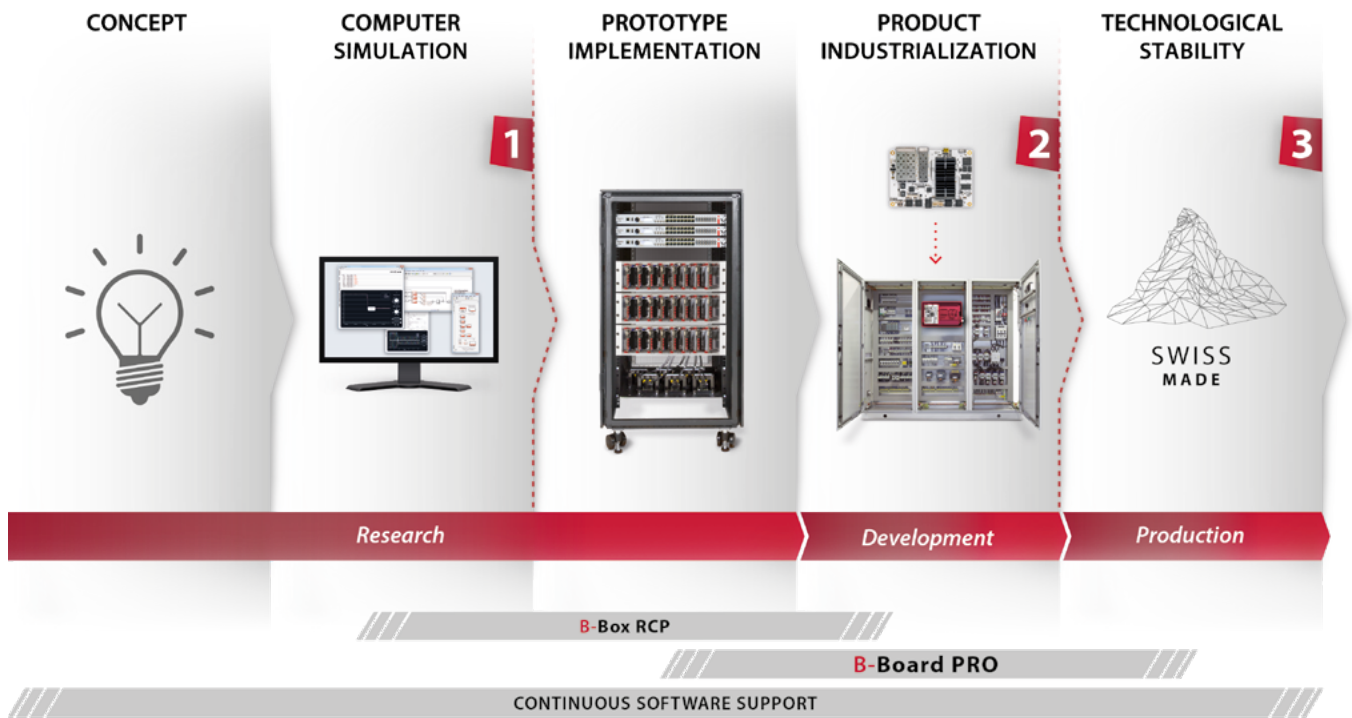 CONCEPT
COMPUTER
SIMULATION
PROTOTYPE
IMPLEMENTATION
PRODUCT
INDUSTRIALIZATION
TECHNOLOGICAL
STABILITY
1
2
3
SWISS
MADE
Research
Development
Production
B-Box RCP
B-Board PRO
CONTINUOUS SOFTWARE SUPPORT